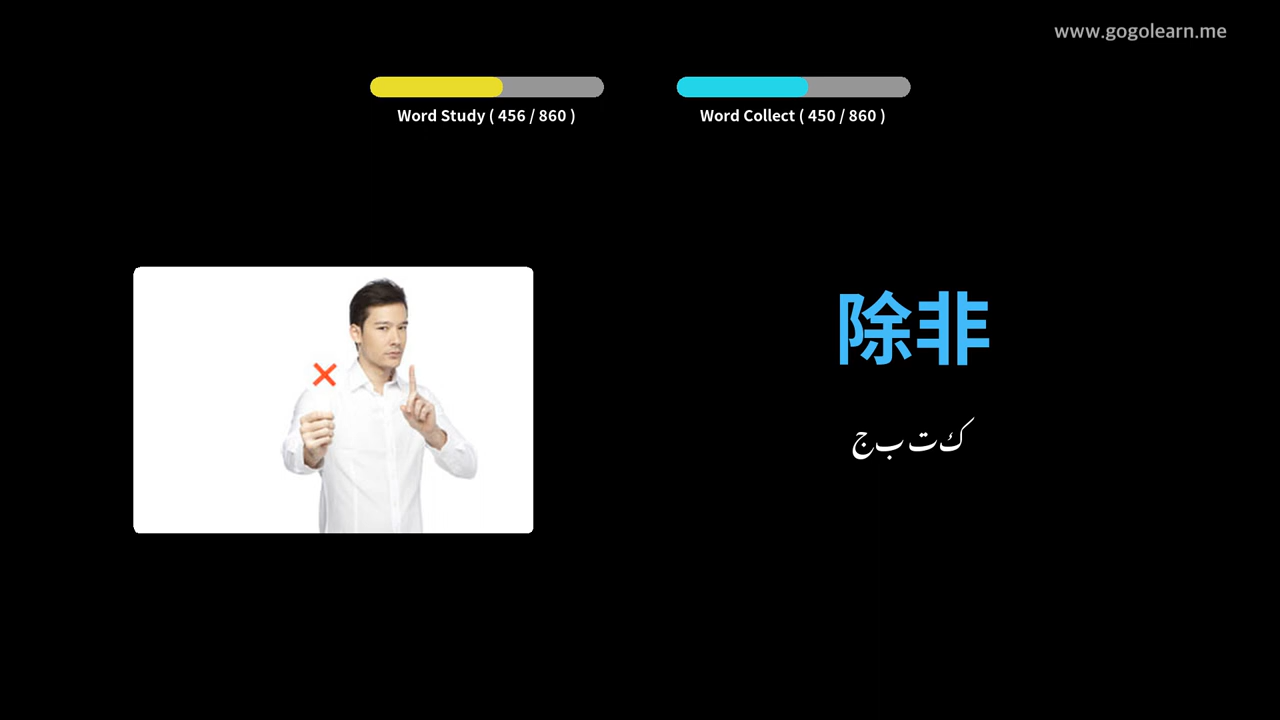 www.gogolearn.me
Word Study ( 456 / 860 )
Word Collect ( 450 / 860 )
除非
ك ت ب ج